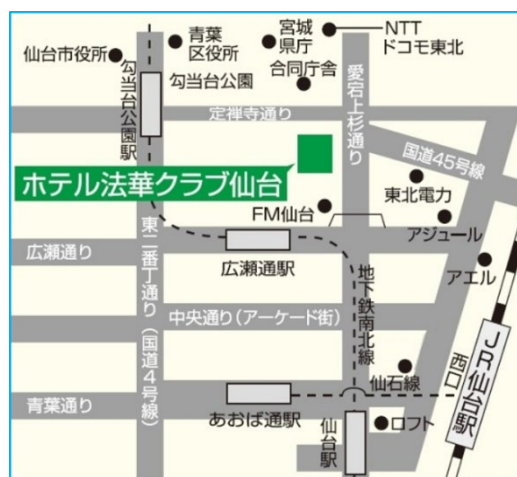 仙台市役所
青葉
区役所
宮城
県庁
NTT
ドコモ東北
合同庁舎
勾当台公園
勾当台公園駅
愛宕上杉通り
定禅寺通り
国道45号線
ホテル法華クラブ仙台
東北電力
FM仙台
アジュール
広瀬通り
広瀬通駅
アエル
東二番丁通り(国道4号線)
地下鉄南北線
中央通り(アーケード街)
JR仙台駅
西口
仙石線
青葉通り
あおば通駅
仙台駅
ロフト